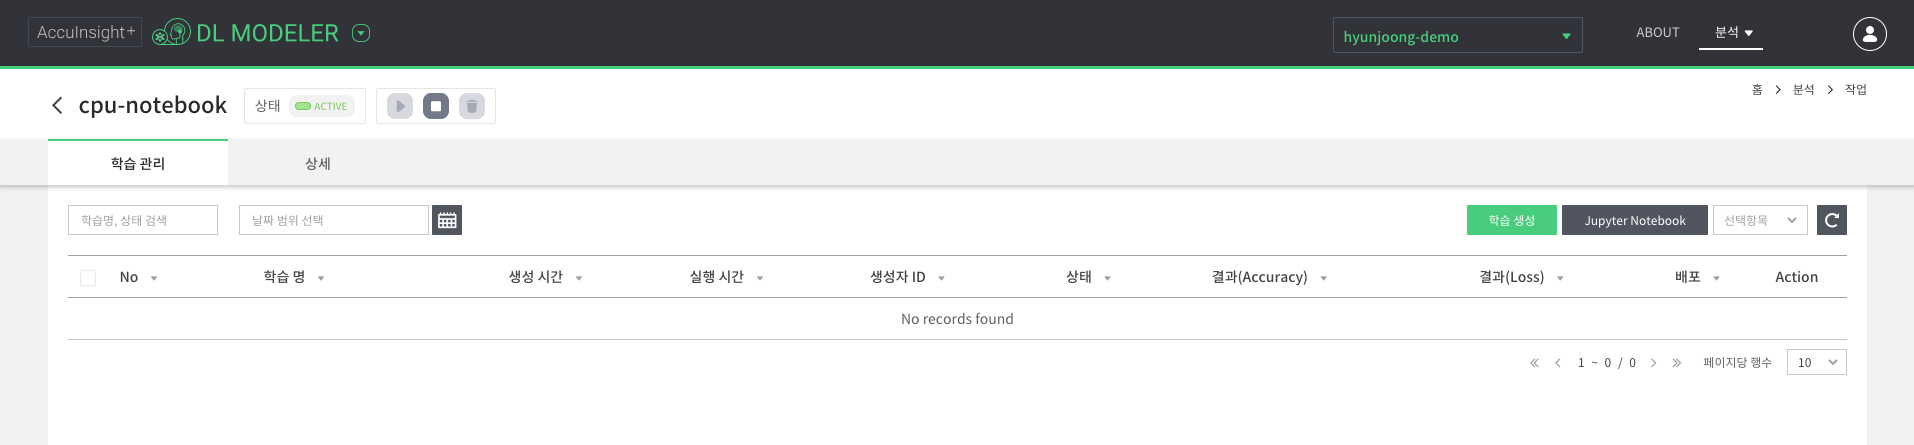 AccuInsight+ DL MODELER hyunjoong-demo ABOUT 분석
cpu-notebook 상태 ACTIVE 홈 분석 작업
학습 관리 상세
학습명, 상태 검색 날짜 범위 선택 학습 생성 Jupyter Notebook 선택항목
No 학습 명 생성 시간 실행 시간 생성자 ID 상태 결과(Accuracy) 결과(Loss) 배포 Action
No records found
1 ~ 0 / 0 페이지당 행수 10